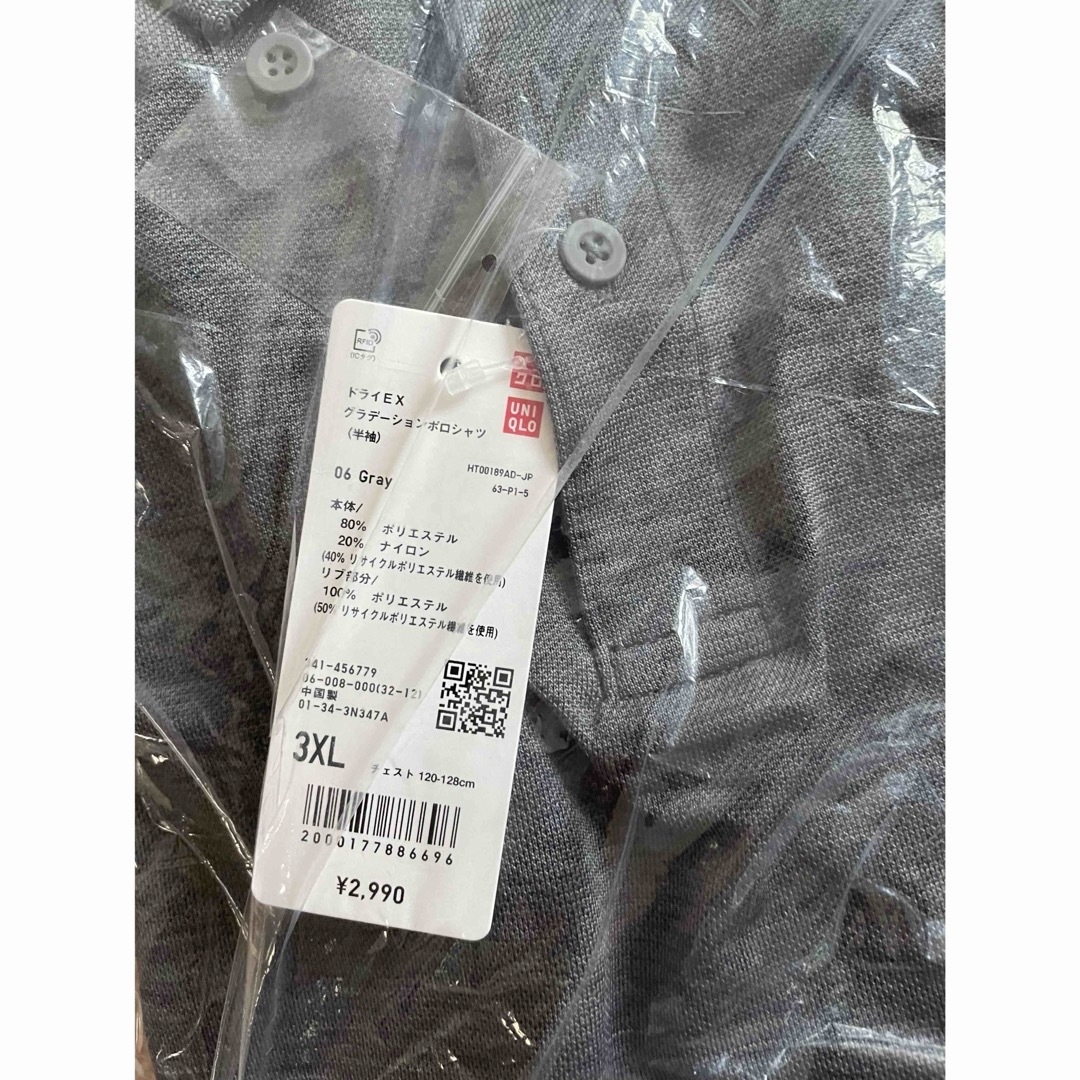 RFID
(ICタグ)
クロ
UNI
QLO
ドライEX
グラデーションポロシャツ
(半袖)
06 Gray
HT00189AD-JP
63-P1-5
本体/
80% ポリエステル
20% ナイロン
(40% リサイクルポリエステル繊維を使用)
リブ部分/
100% ポリエステル
(50% リサイクルポリエステル繊維を使用)
341-456779
06-008-000(32-12)
中国製
01-34-3N347A
3XL
チェスト 120-128cm
2000177886696
¥2,990